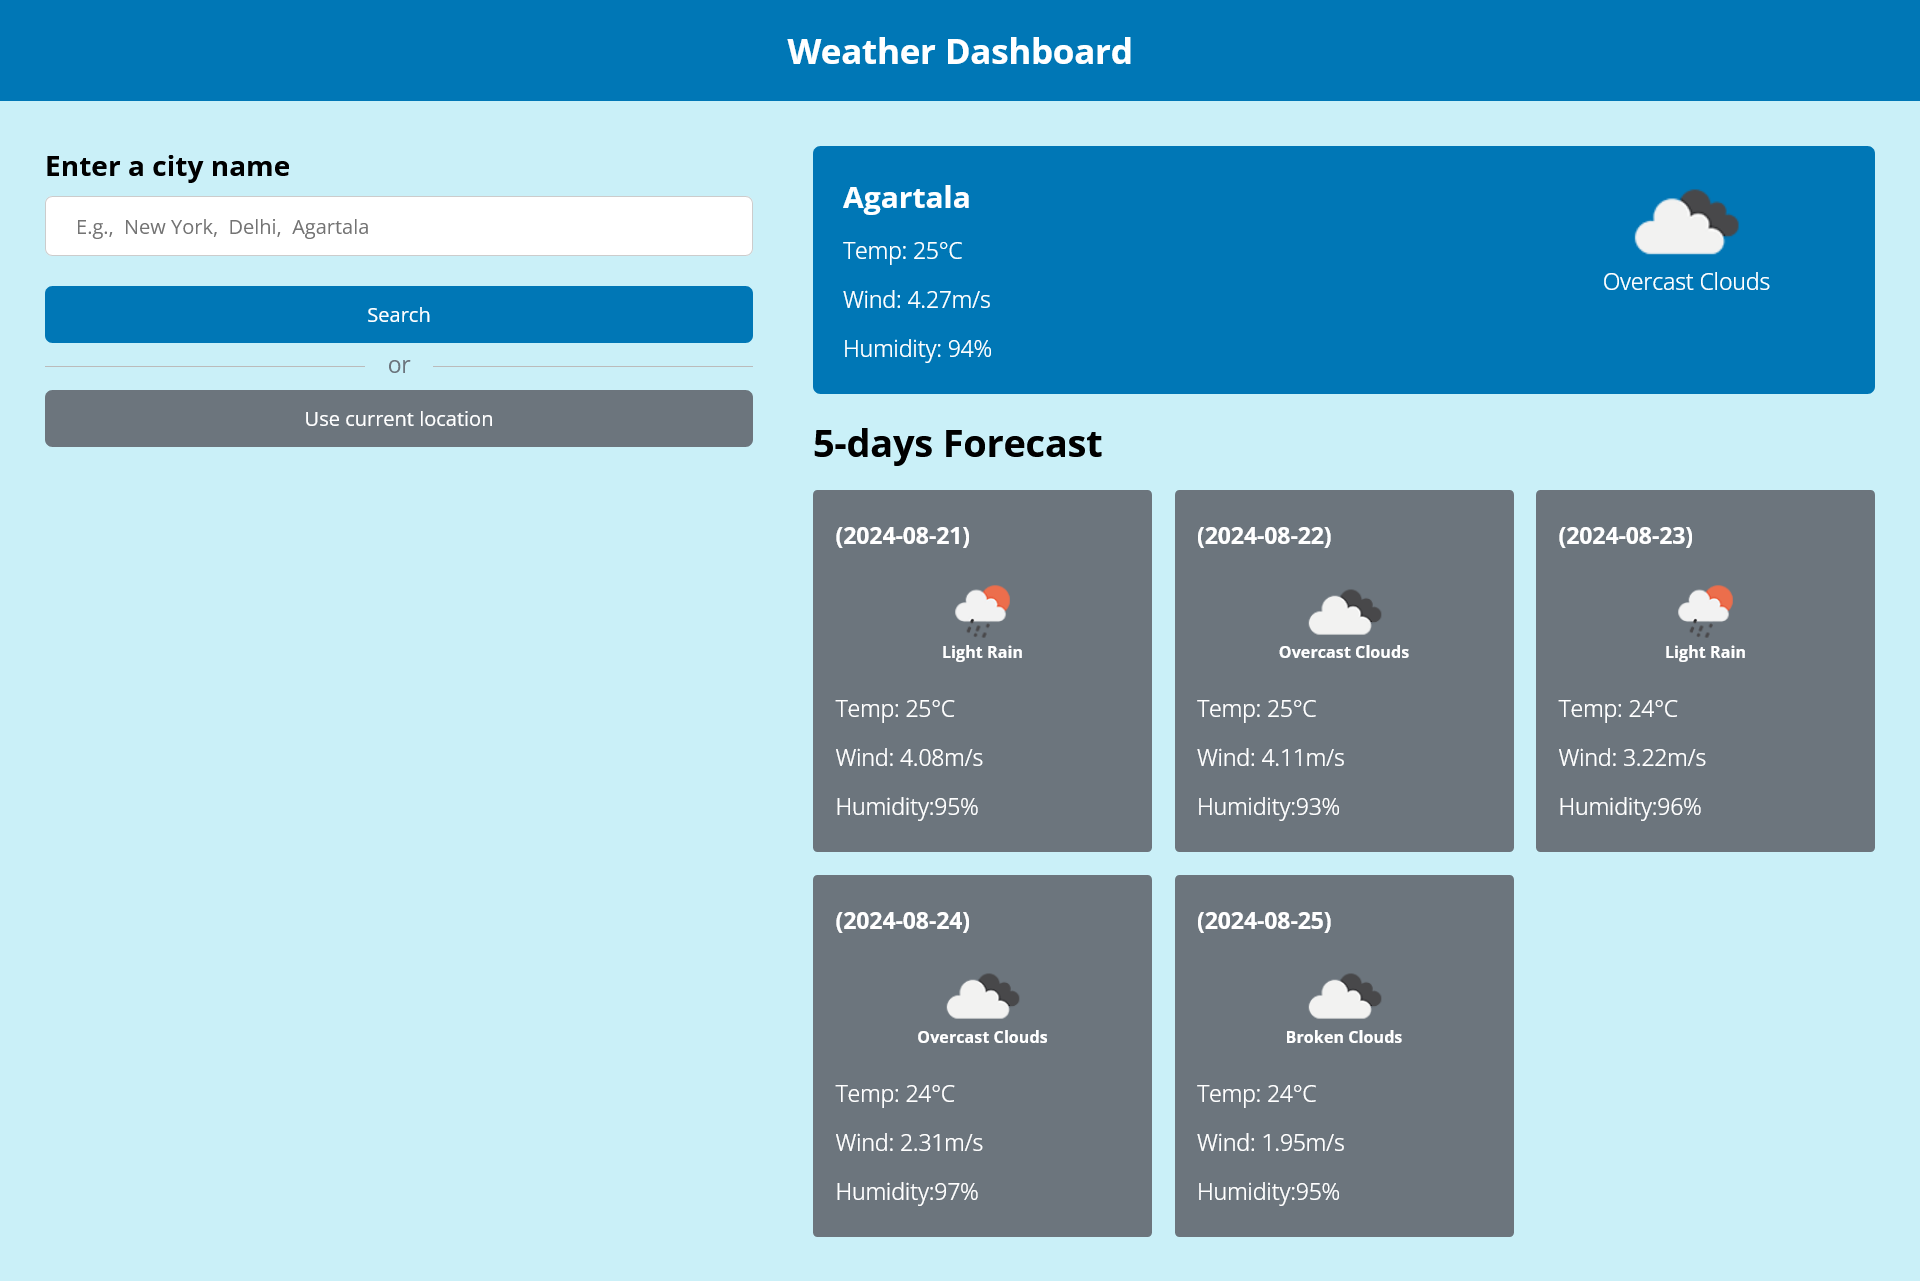 Weather Dashboard
Enter a city name
E.g., New York, Delhi, Agartala
Search
or
Use current location
Agartala
Temp: 25°C
Wind: 4.27m/s
Humidity: 94%
Overcast Clouds
5-days Forecast
(2024-08-21)
Light Rain
Temp: 25°C
Wind: 4.08m/s
Humidity:95%
(2024-08-22)
Overcast Clouds
Temp: 25°C
Wind: 4.11m/s
Humidity:93%
(2024-08-23)
Light Rain
Temp: 24°C
Wind: 3.22m/s
Humidity:96%
(2024-08-24)
Overcast Clouds
Temp: 24°C
Wind: 2.31m/s
Humidity:97%
(2024-08-25)
Broken Clouds
Temp: 24°C
Wind: 1.95m/s
Humidity:95%